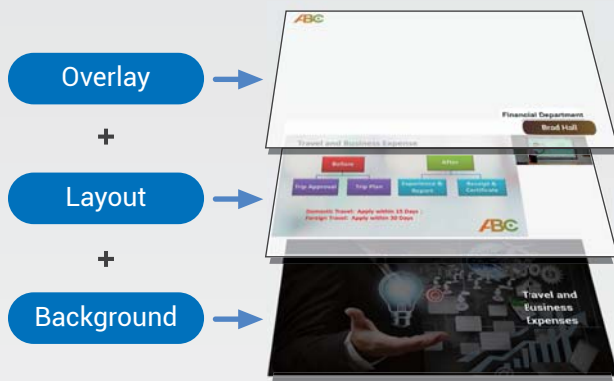 ABC
Overlay
Financial Department
Brad Hall
+
Travel and Business Expense
Before
After
Layout
Trip Approval
Trip Plan
Experience &
Report
Receipt &
Certificate
Domestic Travel: Apply within 15 Days
Foreign Travel: Apply within 30 Days
ABC
+
Background
Travel and
Business
Expenses